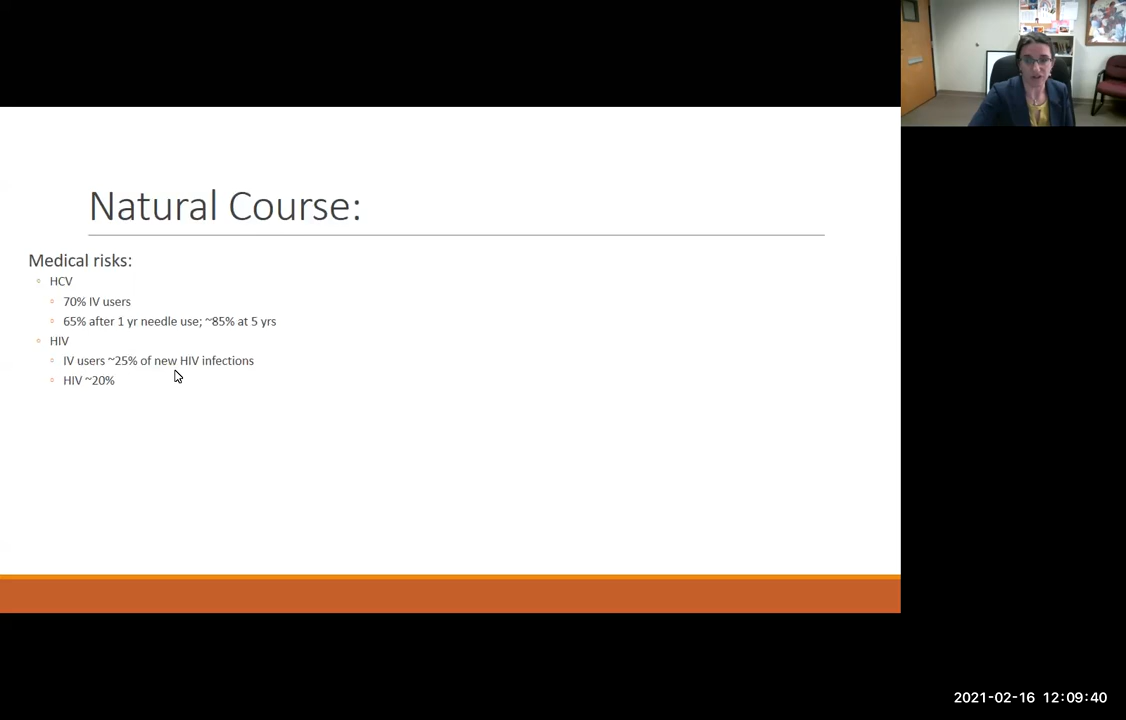 Natural Course:
Medical risks:
HCV
70% IV users
65% after 1 yr needle use; ~85% at 5 yrs
HIV
IV users ~25% of new HIV infections
HIV ~20%
2021-02-16 12:09:40